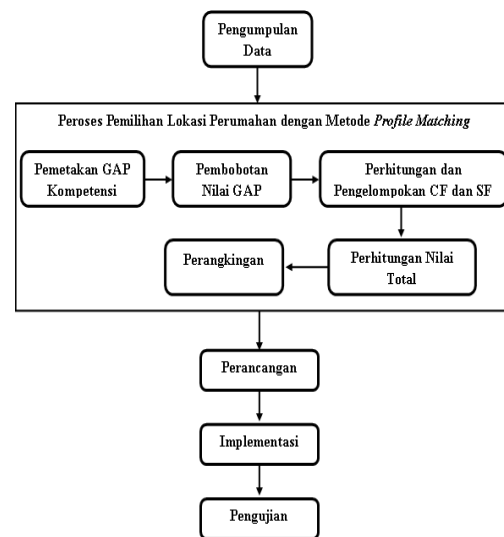 Pengumpulan
Data
Peroses Pemilihan Lokasi Perumahan dengan Metode Profile Matching
Pemetakan GAP
Kompetensi
Pembobotan
Nilai GAP
Perhitungan dan
Pengelompokan CF dan SF
Perhitungan Nilai
Total
Perangkingan
Perancangan
Implementasi
Pengujian